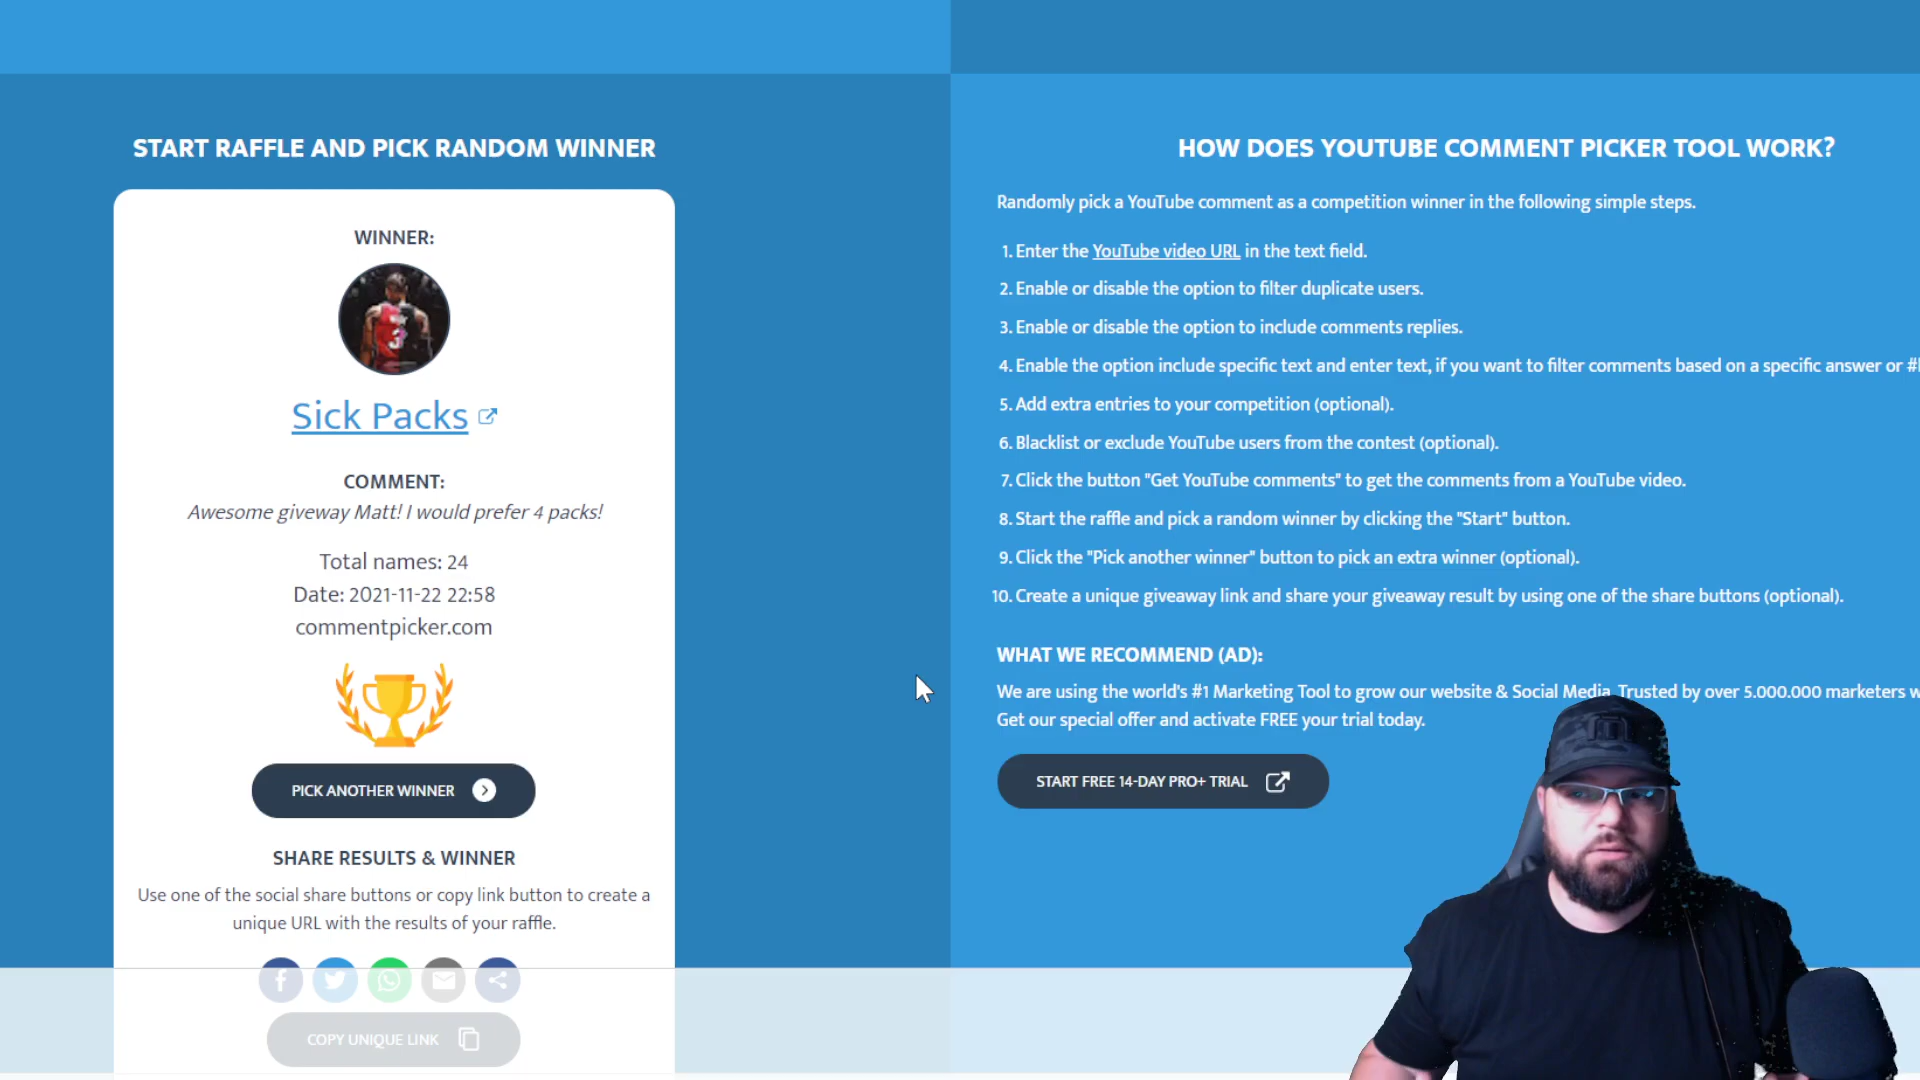 START RAFFLE AND PICK RANDOM WINNER
WINNER:
3
Sick Packs
COMMENT:
Awesome giveway Matt! I would prefer 4 packs!
Total names: 24
Date: 2021-11-22 22:58
commentpicker.com
PICK ANOTHER WINNER
SHARE RESULTS & WINNER
Use one of the social share buttons or copy link button to create a
unique URL with the results of your raffle.
COPY UNIQUE LINK
HOW DOES YOUTUBE COMMENT PICKER TOOL WORK?
Randomly pick a YouTube comment as a competition winner in the following simple steps.
1. Enter the YouTube video URL in the text field.
2. Enable or disable the option to filter duplicate users.
3. Enable or disable the option to include comments replies.
4. Enable the option include specific text and enter text, if you want to filter comments based on a specific answer or #
5. Add extra entries to your competition (optional).
6. Blacklist or exclude YouTube users from the contest (optional).
7. Click the button "Get YouTube comments" to get the comments from a YouTube video.
8. Start the raffle and pick a random winner by clicking the "Start" button.
9. Click the "Pick another winner" button to pick an extra winner (optional).
10. Create a unique giveaway link and share your giveaway result by using one of the share buttons (optional).
WHAT WE RECOMMEND (AD):
We are using the world's #1 Marketing Tool to grow our website & Social Media. Trusted by over 5.000.000 marketers w
Get our special offer and activate FREE your trial today.
START FREE 14-DAY PRO+ TRIAL